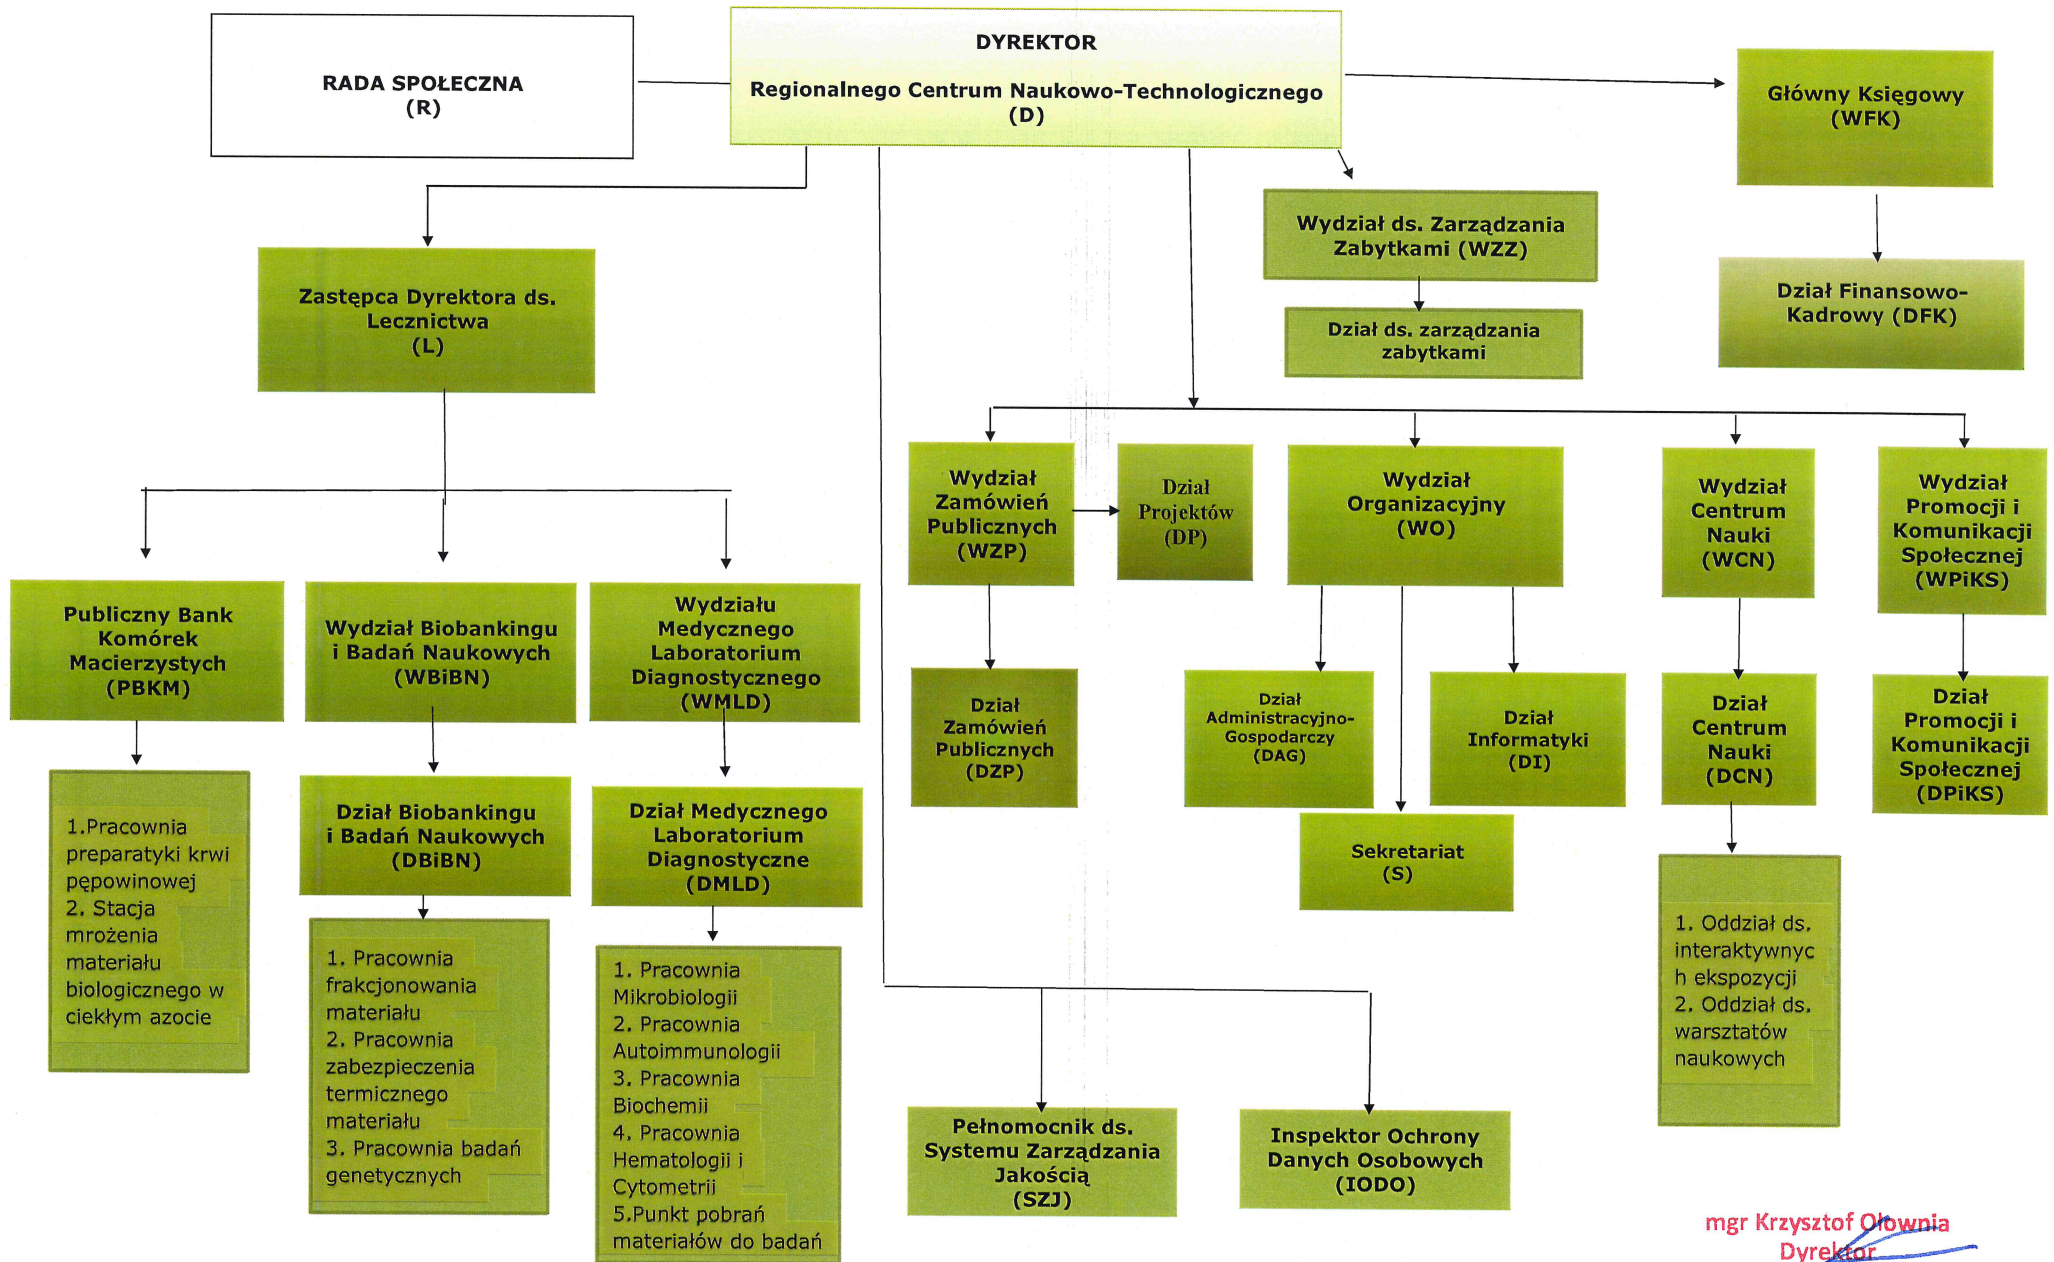 RADA SPOŁECZNA
(R)
DYREKTOR
Regionalnego Centrum Naukowo-Technologicznego
(D)
Główny Księgowy
(WFK)
Wydział ds. Zarządzania
Zabytkami (WZZ)
Dział ds. zarządzania
zabytkami
Dział Finansowo-
Kadrowy (DFK)
Zastępca Dyrektora ds.
Lecznictwa
(L)
Wydział
Zamówień
Publicznych
(WZP)
Dział
Projektów
(DP)
Wydział
Organizacyjny
(WO)
Wydział
Centrum
Nauki
(WCN)
Wydział
Promocji i
Komunikacji
Społecznej
(WPiKS)
Publiczny Bank
Komórek
Macierzystych
(PBKM)
Wydział Biobankingu
i Badań Naukowych
(WBiBN)
Wydziału
Medycznego
Laboratorium
Diagnostycznego
(WMLD)
Dział
Zamówień
Publicznych
(DZP)
Dział
Administracyjno-
Gospodarczy
(DAG)
Dział
Informatyki
(DI)
Dział
Centrum
Nauki
(DCN)
Dział
Promocji i
Komunikacji
Społecznej
(DPiKS)
Sekretariat
(S)
1.Pracownia
preparatyki krwi
pępowinowej
2. Stacja
mrożenia
materiału
biologicznego w
ciekłym azocie
Dział Biobankingu
i Badań Naukowych
(DBiBN)
Dział Medycznego
Laboratorium
Diagnostyczne
(DMLD)
1. Pracownia
frakcjonowania
materiału
2. Pracownia
zabezpieczenia
termicznego
materiału
3. Pracownia badań
genetycznych
1. Pracownia
Mikrobiologii
2. Pracownia
Autoimmunologii
3. Pracownia
Biochemii
4. Pracownia
Hematologii i
Cytometrii
5.Punkt pobrań
materiałów do badań
1. Oddział ds.
interaktywnyc
h ekspozycji
2. Oddział ds.
warsztatów
naukowych
Pełnomocnik ds.
Systemu Zarządzania
Jakością
(SZJ)
Inspektor Ochrony
Danych Osobowych
(IODO)
mgr Krzysztof Ołownia
Dyrektor